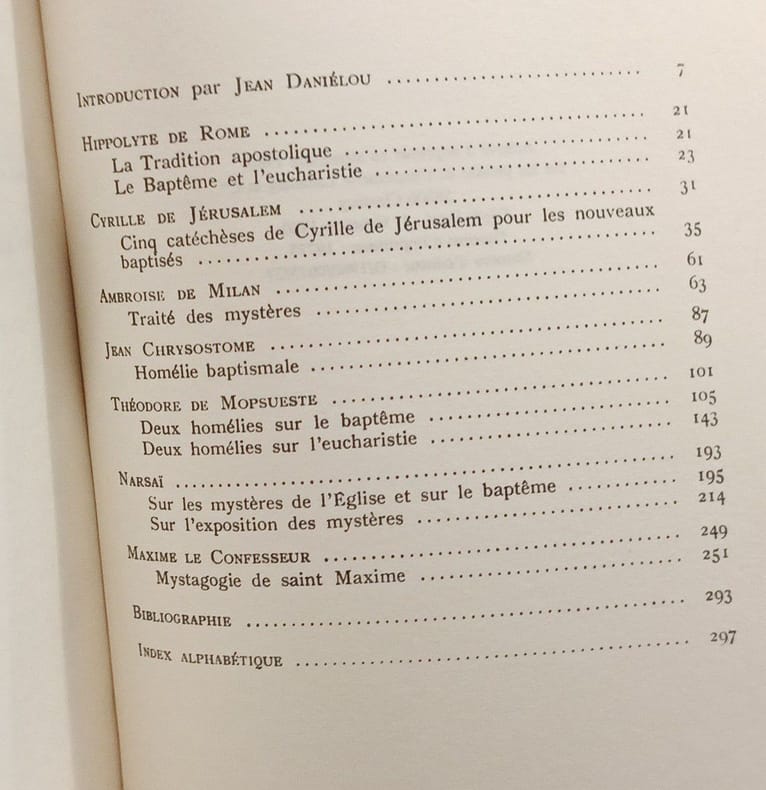 Introduction par Jean Daniélou ........................ 7
Hippolyte de Rome ........................ 21
La Tradition apostolique ........................ 21
Le Baptême et l'eucharistie ........................ 23
Cyrille de Jérusalem ........................ 31
Cinq catéchèses de Cyrille de Jérusalem pour les nouveaux
baptisés ........................ 35
Ambroise de Milan ........................ 61
Traité des mystères ........................ 63
Jean Chrysostome ........................ 87
Homélie baptismale ........................ 89
Théodore de Mopsueste ........................ 101
Deux homélies sur le baptême ........................ 105
Deux homélies sur l'eucharistie ........................ 143
Narsaï ........................ 193
Sur les mystères de l'Église et sur le baptême ........................ 195
Sur l'exposition des mystères ........................ 214
Maxime le Confesseur ........................ 249
Mystagogie de saint Maxime ........................ 251
Bibliographie ........................ 293
Index alphabétique ........................ 297